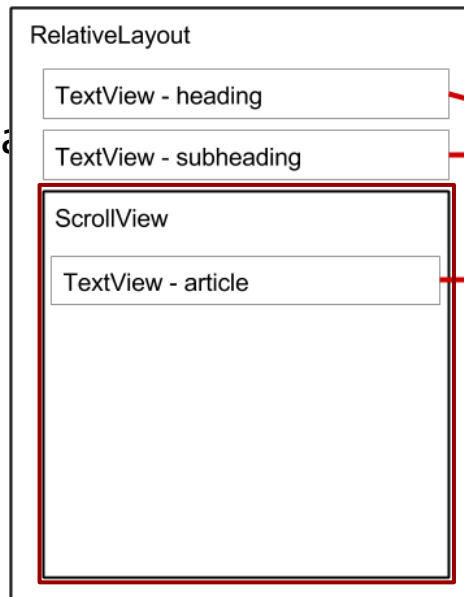 RelativeLayout
TextView - heading
TextView - subheading
ScrollView
TextView - article